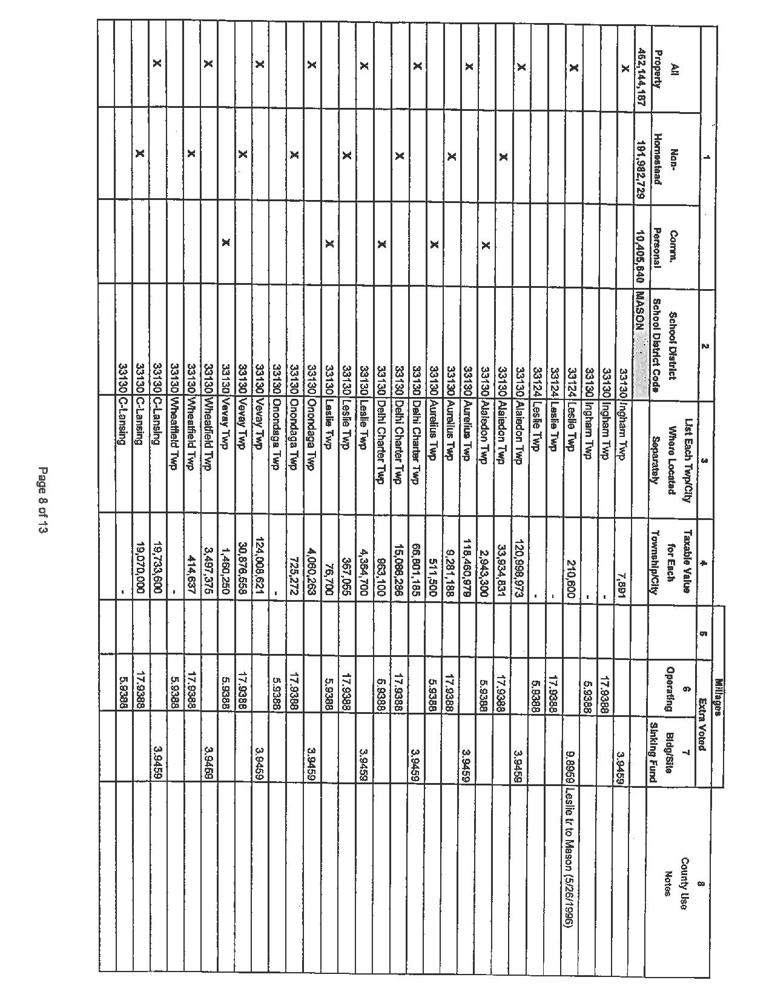 Millages
1 2 3 4 5 Extra Voted 8
List Each Twp/City Taxable Value 6 7 County Use
All Non- Comm. School District Where Located for Each Operating Bldg/Site Notes
Property Homestead Personal School District Code Separately Township/City Sinking Fund
452,144,187 191,982,729 10,405,640 MASON
X 33130 Ingham Twp 7,891 3.9459
33130 Ingham Twp - 17.9388
33130 Ingham Twp - 5.9388
X 33124 Leslie Twp 210,600 9.8959 Leslie tr to Mason (5/26/1996)
33124 Leslie Twp - 17.9388
33124 Leslie Twp - 5.9388
X 33130 Alaiedon Twp 120,998,973 3.9459
X 33130 Alaiedon Twp 33,934,831 17.9388
X 33130 Alaiedon Twp 2,943,300 5.9388
X 33130 Aurelius Twp 118,460,979 3.9459
X 33130 Aurelius Twp 9,281,188 17.9388
X 33130 Aurelius Twp 511,500 5.9388
X 33130 Delhi Charter Twp 66,801,185 3.9459
X 33130 Delhi Charter Twp 15,086,286 17.9388
X 33130 Delhi Charter Twp 963,100 5.9388
X 33130 Leslie Twp 4,364,700 3.9459
X 33130 Leslie Twp 367,055 17.9388
X 33130 Leslie Twp 76,700 5.9388
X 33130 Onondaga Twp 4,060,263 3.9459
X 33130 Onondaga Twp 725,272 17.9388
33130 Onondaga Twp - 5.9388
X 33130 Vevay Twp 124,008,621 3.9459
X 33130 Vevay Twp 30,876,558 17.9388
X 33130 Vevay Twp 1,460,250 5.9388
X 33130 Wheatfield Twp 3,497,375 3.9459
X 33130 Wheatfield Twp 414,637 17.9388
33130 Wheatfield Twp - 5.9388
X 33130 C-Lansing 19,733,600 3.9459
X 33130 C-Lansing 19,070,000 17.9388
33130 C-Lansing - 5.9388
Page 8 of 13